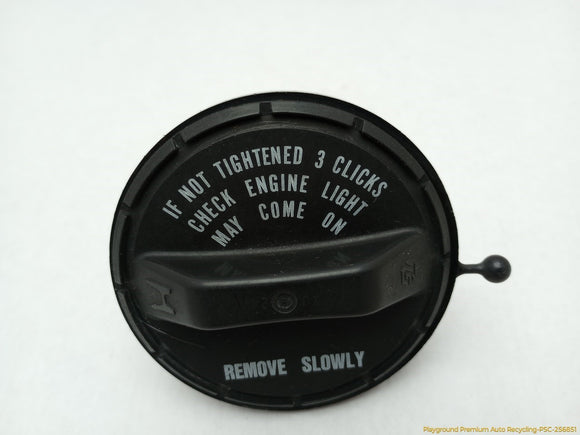 IF NOT TIGHTENED 3 CLICKS
CHECK ENGINE LIGHT
MAY COME ON
REMOVE SLOWLY
Playground Premium Auto Recycling-PSC-256851